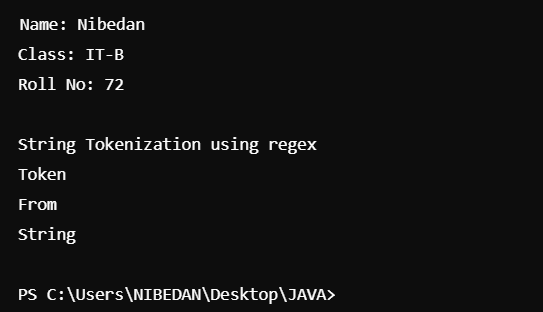 Name: Nibedan
Class: IT-B
Roll No: 72
String Tokenization using regex
Token
From
String
PS C:\Users\NIBEDAN\Desktop\JAVA>